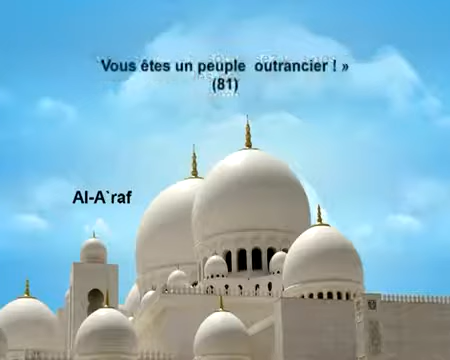 Vous êtes un peuple outrancier ! »
(81)
Al-A`raf